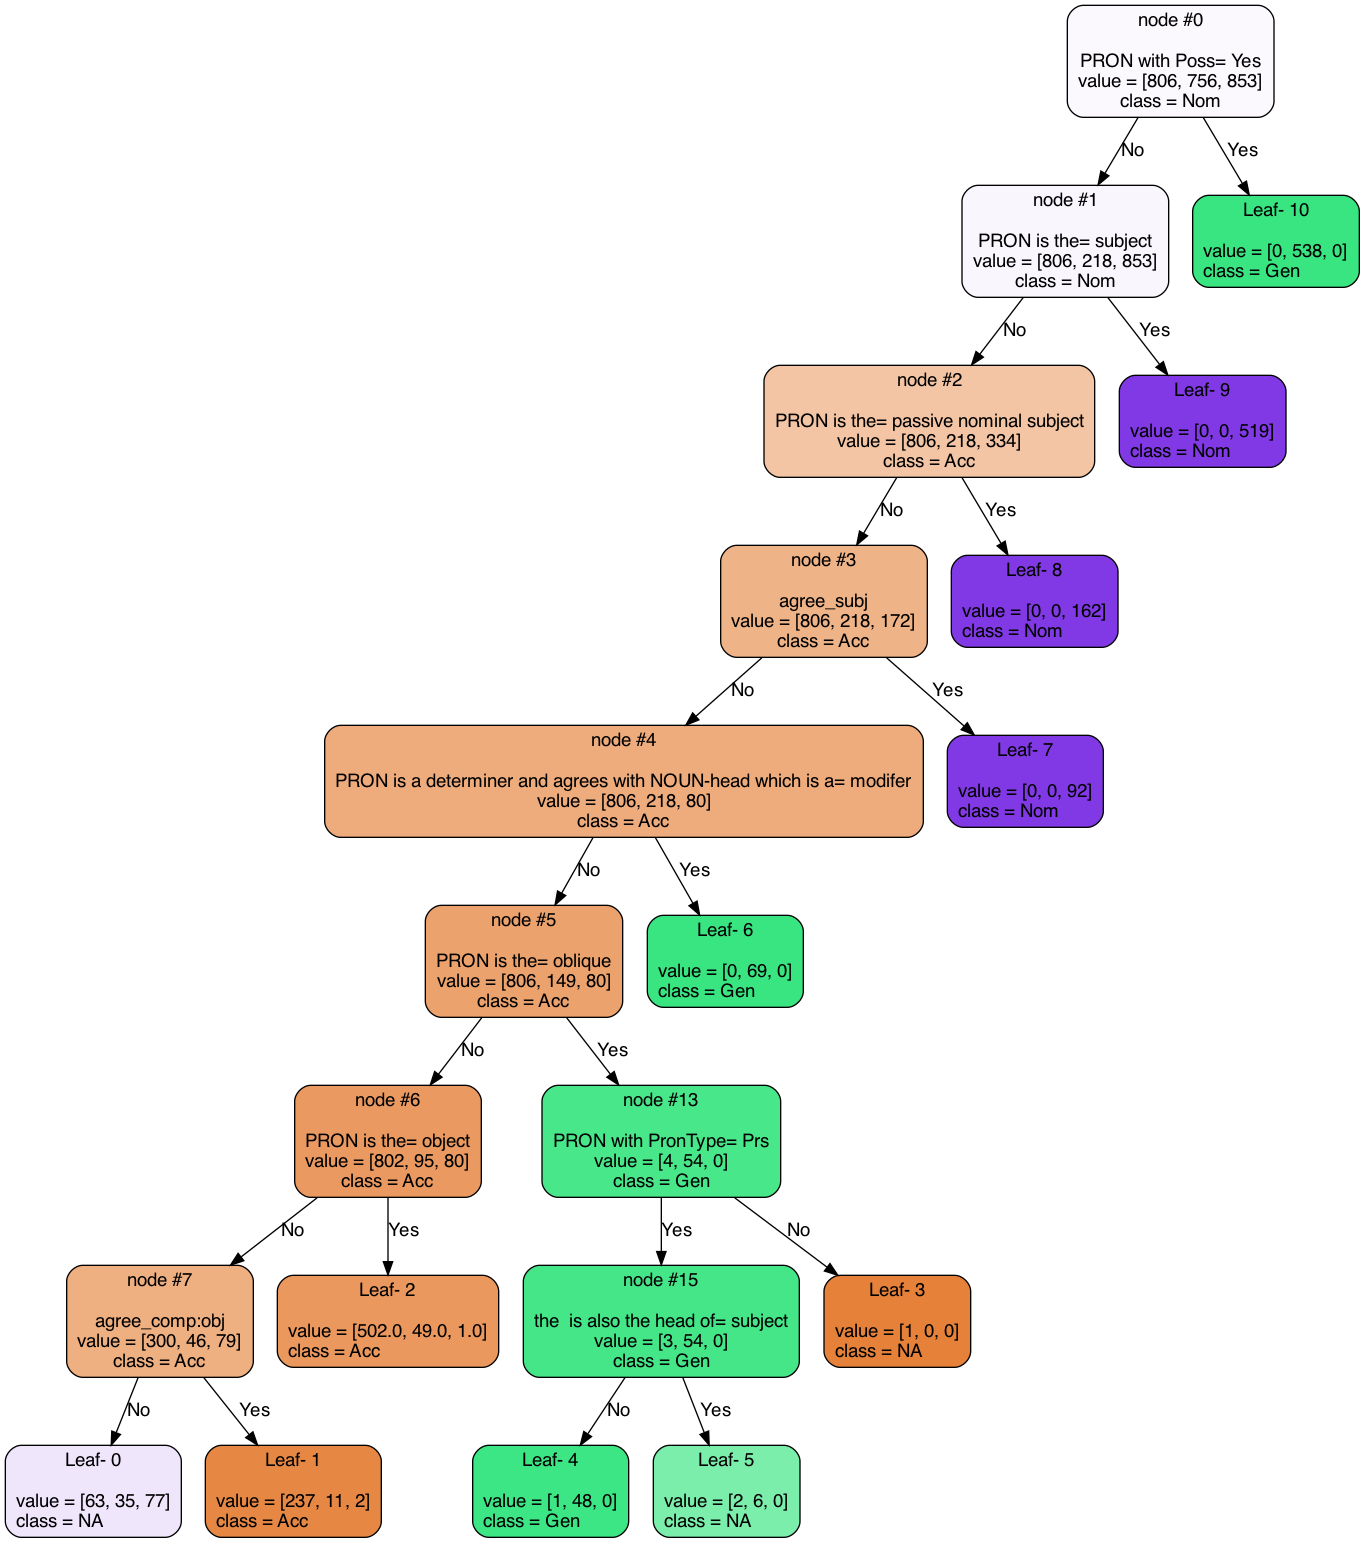 node #0
PRON with Poss= Yes
value = [806, 756, 853]
class = Nom
No
Yes
node #1
PRON is the= subject
value = [806, 218, 853]
class = Nom
Leaf- 10
value = [0, 538, 0]
class = Gen
No
Yes
node #2
PRON is the= passive nominal subject
value = [806, 218, 334]
class = Acc
Leaf- 9
value = [0, 0, 519]
class = Nom
No
Yes
node #3
agree_subj
value = [806, 218, 172]
class = Acc
Leaf- 8
value = [0, 0, 162]
class = Nom
No
Yes
node #4
PRON is a determiner and agrees with NOUN-head which is a= modifer
value = [806, 218, 80]
class = Acc
Leaf- 7
value = [0, 0, 92]
class = Nom
No
Yes
node #5
PRON is the= oblique
value = [806, 149, 80]
class = Acc
Leaf- 6
value = [0, 69, 0]
class = Gen
No
Yes
node #6
PRON is the= object
value = [802, 95, 80]
class = Acc
node #13
PRON with PronType= Prs
value = [4, 54, 0]
class = Gen
No
Yes
Yes
No
node #7
agree_comp:obj
value = [300, 46, 79]
class = Acc
Leaf- 2
value = [502.0, 49.0, 1.0]
class = Acc
node #15
the  is also the head of= subject
value = [3, 54, 0]
class = Gen
Leaf- 3
value = [1, 0, 0]
class = NA
No
Yes
No
Yes
Leaf- 0
value = [63, 35, 77]
class = NA
Leaf- 1
value = [237, 11, 2]
class = Acc
Leaf- 4
value = [1, 48, 0]
class = Gen
Leaf- 5
value = [2, 6, 0]
class = NA